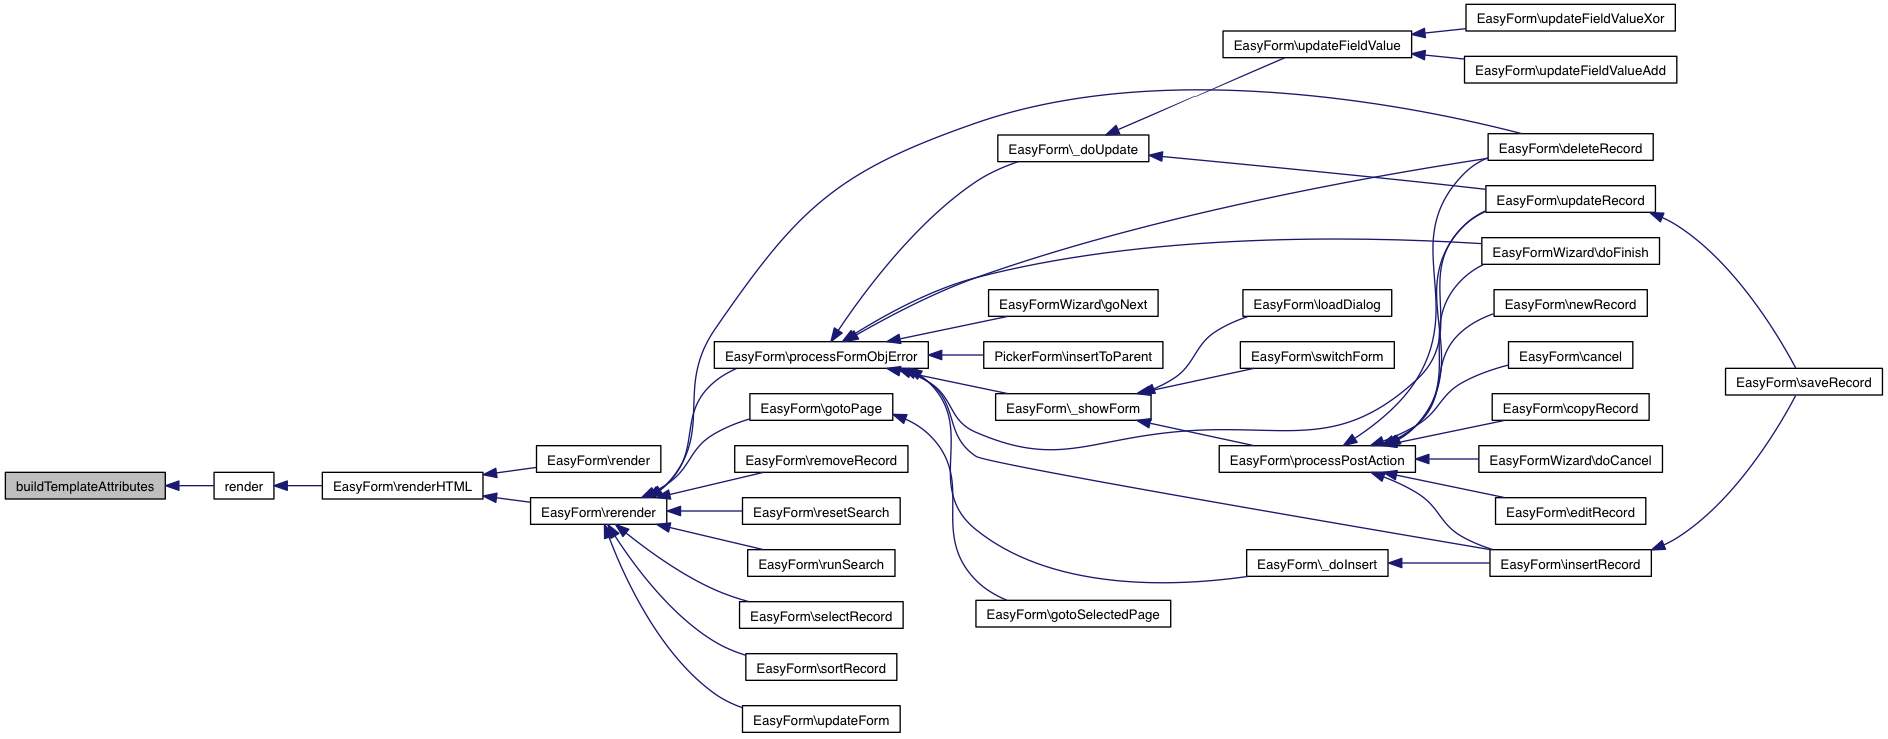 EasyForm\updateFieldValueXor
EasyForm\updateFieldValue
EasyForm\updateFieldValueAdd
EasyForm\_doUpdate
EasyForm\deleteRecord
EasyForm\updateRecord
EasyFormWizard\doFinish
EasyFormWizard\goNext
EasyForm\loadDialog
EasyForm\newRecord
EasyForm\processFormObjError
PickerForm\insertToParent
EasyForm\switchForm
EasyForm\cancel
EasyForm\saveRecord
EasyForm\gotoPage
EasyForm\_showForm
EasyForm\copyRecord
EasyForm\render
EasyForm\removeRecord
EasyForm\processPostAction
EasyFormWizard\doCancel
buildTemplateAttributes
render
EasyForm\renderHTML
EasyForm\rerender
EasyForm\resetSearch
EasyForm\editRecord
EasyForm\runSearch
EasyForm\_doInsert
EasyForm\insertRecord
EasyForm\selectRecord
EasyForm\gotoSelectedPage
EasyForm\sortRecord
EasyForm\updateForm